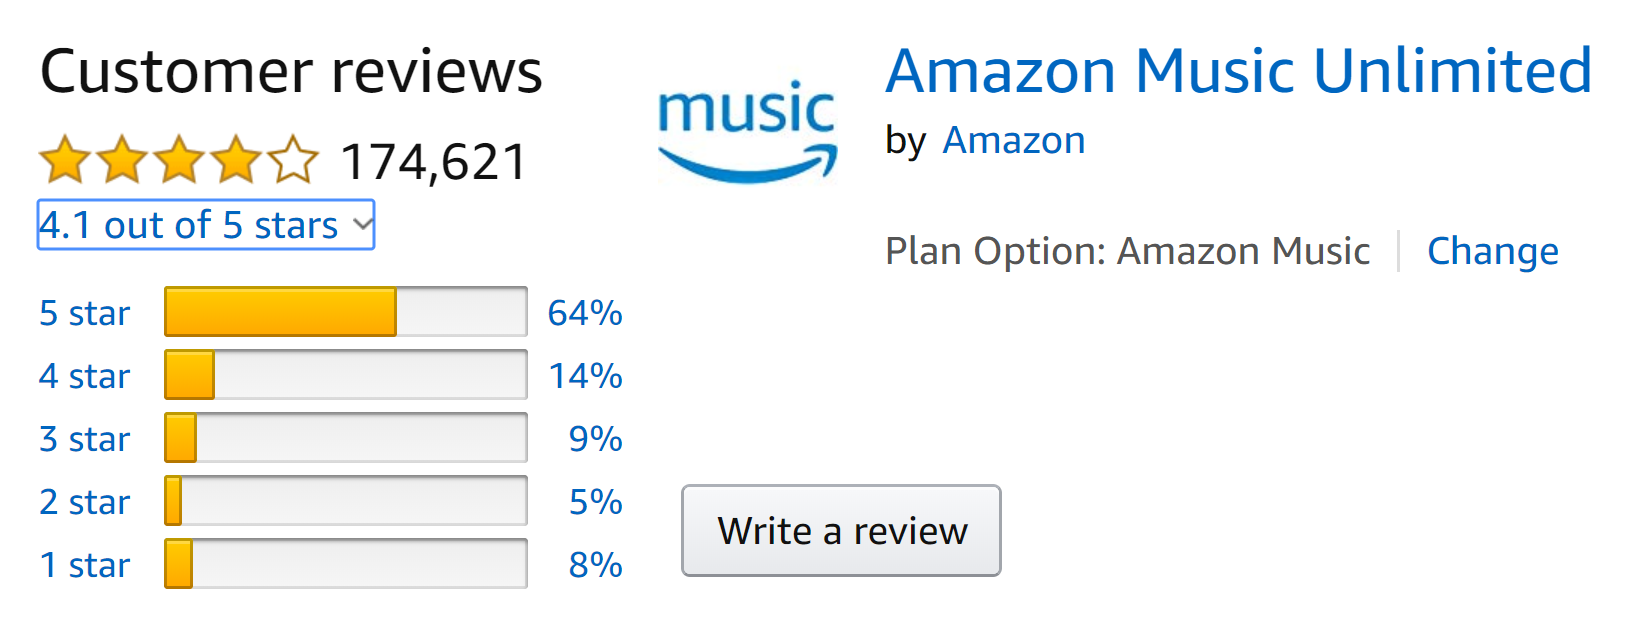 Customer reviews
174,621
4.1 out of 5 stars
5 star 64%
4 star 14%
3 star 9%
2 star 5%
1 star 8%
music
Amazon Music Unlimited
by Amazon
Plan Option: Amazon Music Change
Write a review